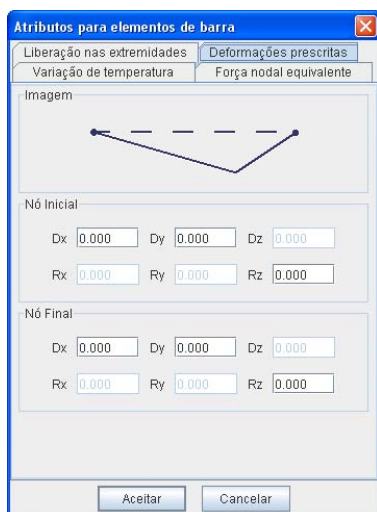 Atributos para elementos de barra
Liberação nas extremidades Deformações prescritas
Variação de temperatura Força nodal equivalente
Imagem
Nó Inicial
Dx 0.000 Dy 0.000 Dz 0.000
Rx 0.000 Ry 0.000 Rz 0.000
Nó Final
Dx 0.000 Dy 0.000 Dz 0.000
Rx 0.000 Ry 0.000 Rz 0.000
Aceitar Cancelar